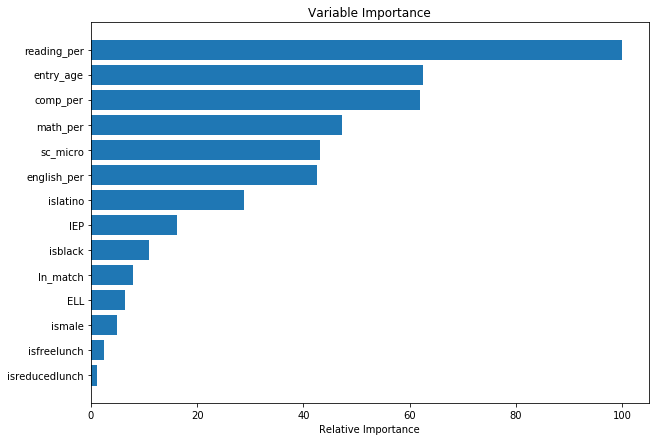 Variable Importance
reading_per
entry_age
comp_per
math_per
sc_micro
english_per
islatino
IEP
isblack
ln_match
ELL
ismale
isfreelunch
isreducedlunch
0 20 40 60 80 100
Relative Importance